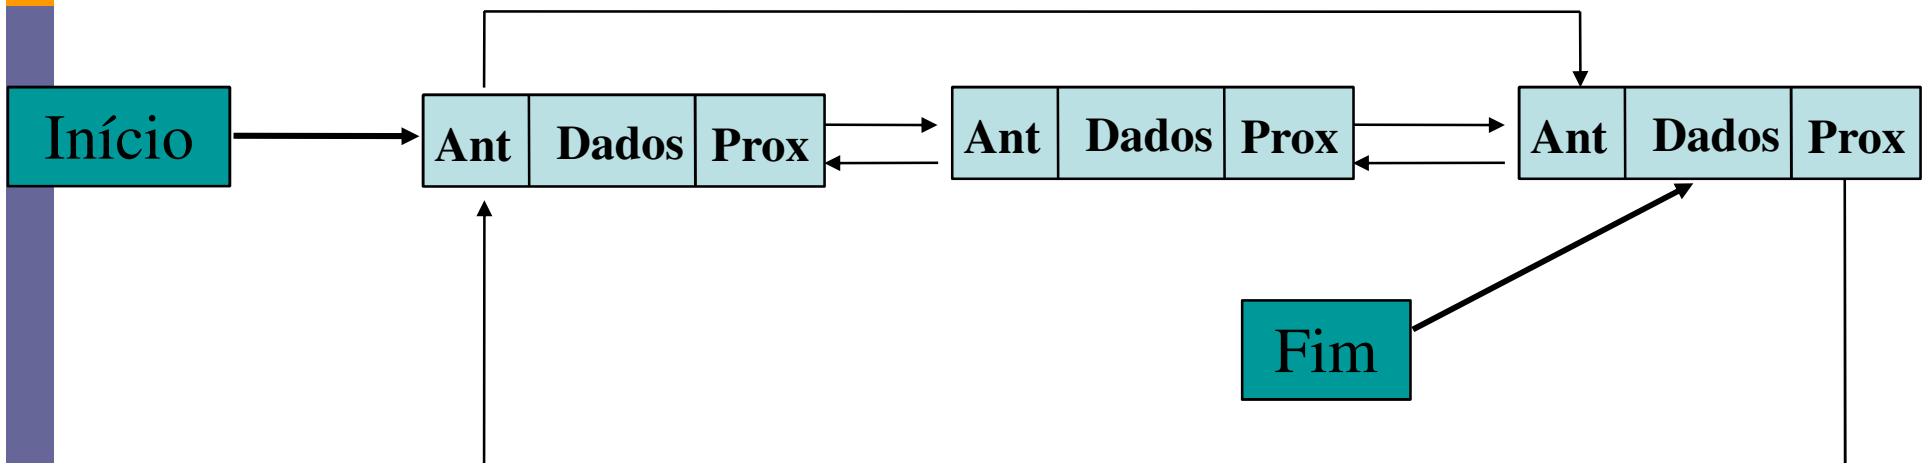 Início
Ant Dados Prox
Ant Dados Prox
Ant Dados Prox
Fim